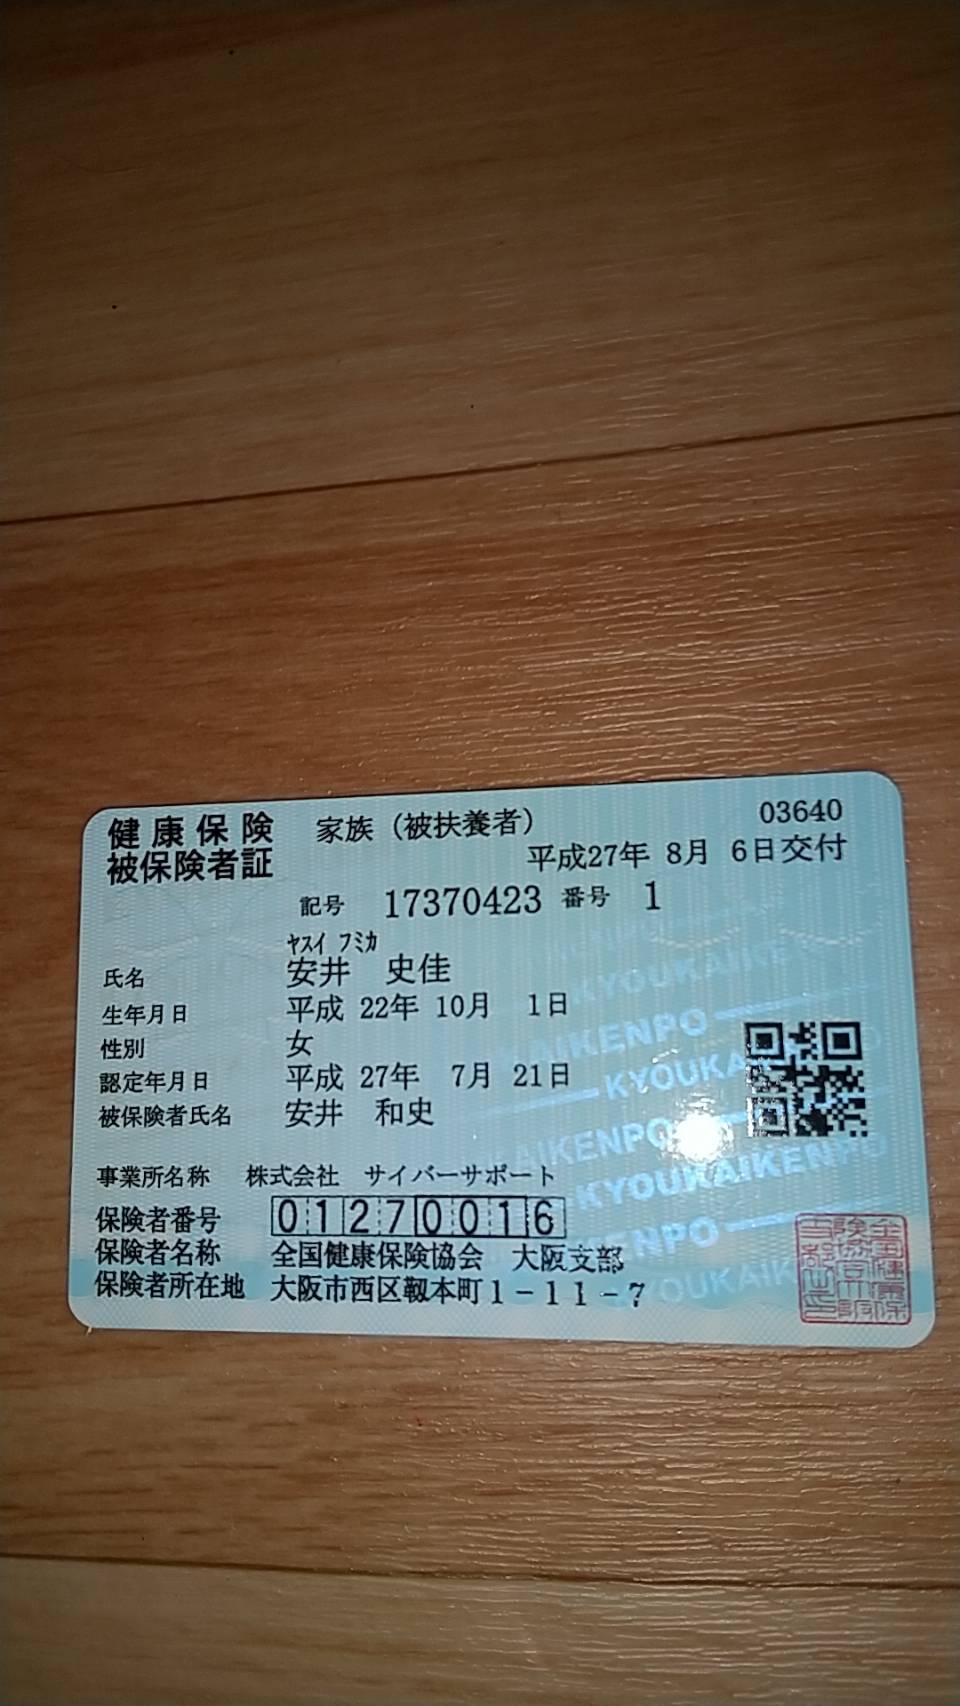 健康保険 家族（被扶養者） 03640
被保険者証 平成27年 8月 6日交付
記号 17370423 番号 1
ﾔｽｲ ﾌﾐｶ
氏名 安井 史佳
生年月日 平成 22年 10月 1日
性別 女
認定年月日 平成 27年 7月 21日
被保険者氏名 安井 和史
事業所名称 株式会社 サイバーサポート
保険者番号 01270016
保険者名称 全国健康保険協会 大阪支部
保険者所在地 大阪市西区靱本町1-11-7
KYOUKAIKENPO